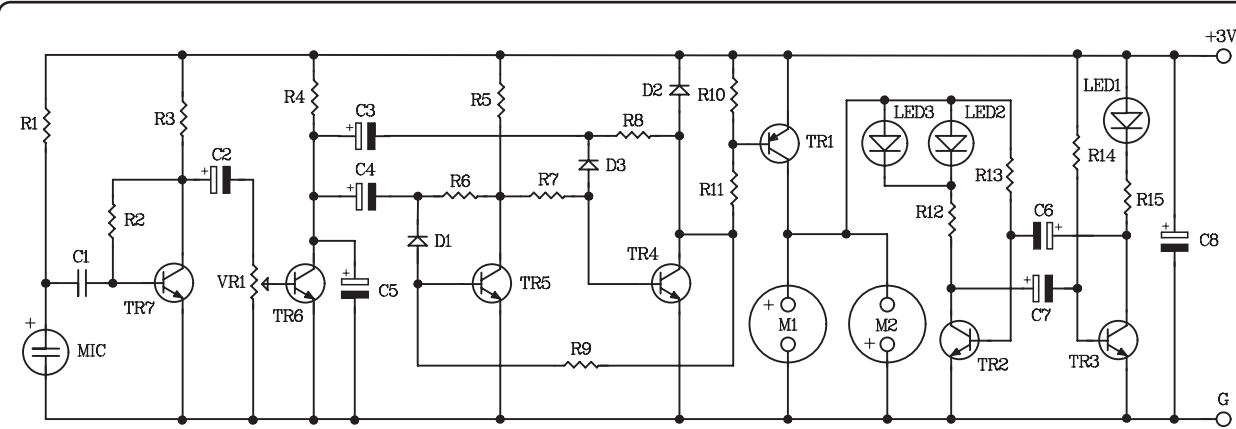 +3V
LED1
R4
R5
D2
R10
C3
LED3
LED2
R1
R3
R8
TR1
R14
C2
C4
R6
R7
D3
R11
R13
R15
R2
R12
C6
C8
C1
D1
TR4
VR1
TR7
TR6
C5
TR5
C7
+
+
+
+
+
+
+
+
+
+
M1
M2
MIC
R9
TR2
TR3
G